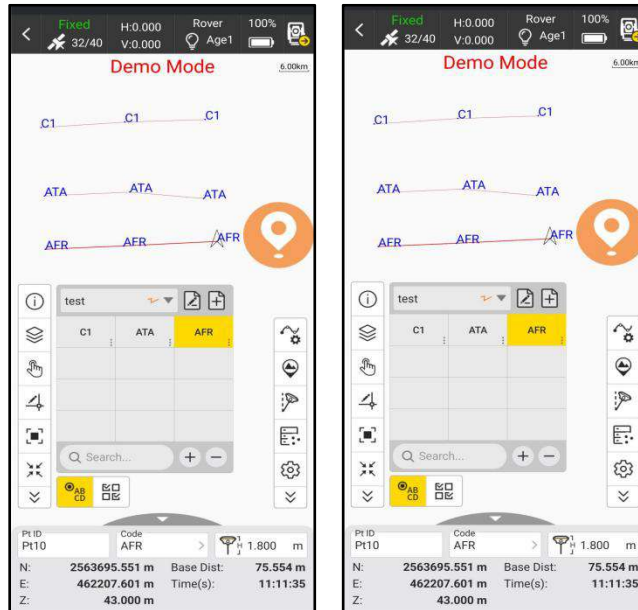 Fixed H:0.000 Rover 100%
32/40 V:0.000 Age1
Demo Mode
6.00km
C1 C1 C1
ATA ATA ATA
AFR AFR AFR
test
C1 ATA AFR
Search...
AB
CD
Pt ID Code
Pt10 AFR H 1.800 m
N: 2563695.551 m Base Dist: 75.554 m
E: 462207.601 m Time(s): 11:11:35
Z: 43.000 m
Fixed H:0.000 Rover 100%
32/40 V:0.000 Age1
Demo Mode
6.00km
C1 C1 C1
ATA ATA ATA
AFR AFR AFR
test
C1 ATA AFR
Search...
AB
CD
Pt ID Code
Pt10 AFR H 1.800 m
N: 2563695.551 m Base Dist: 75.554 m
E: 462207.601 m Time(s): 11:11:35
Z: 43.000 m